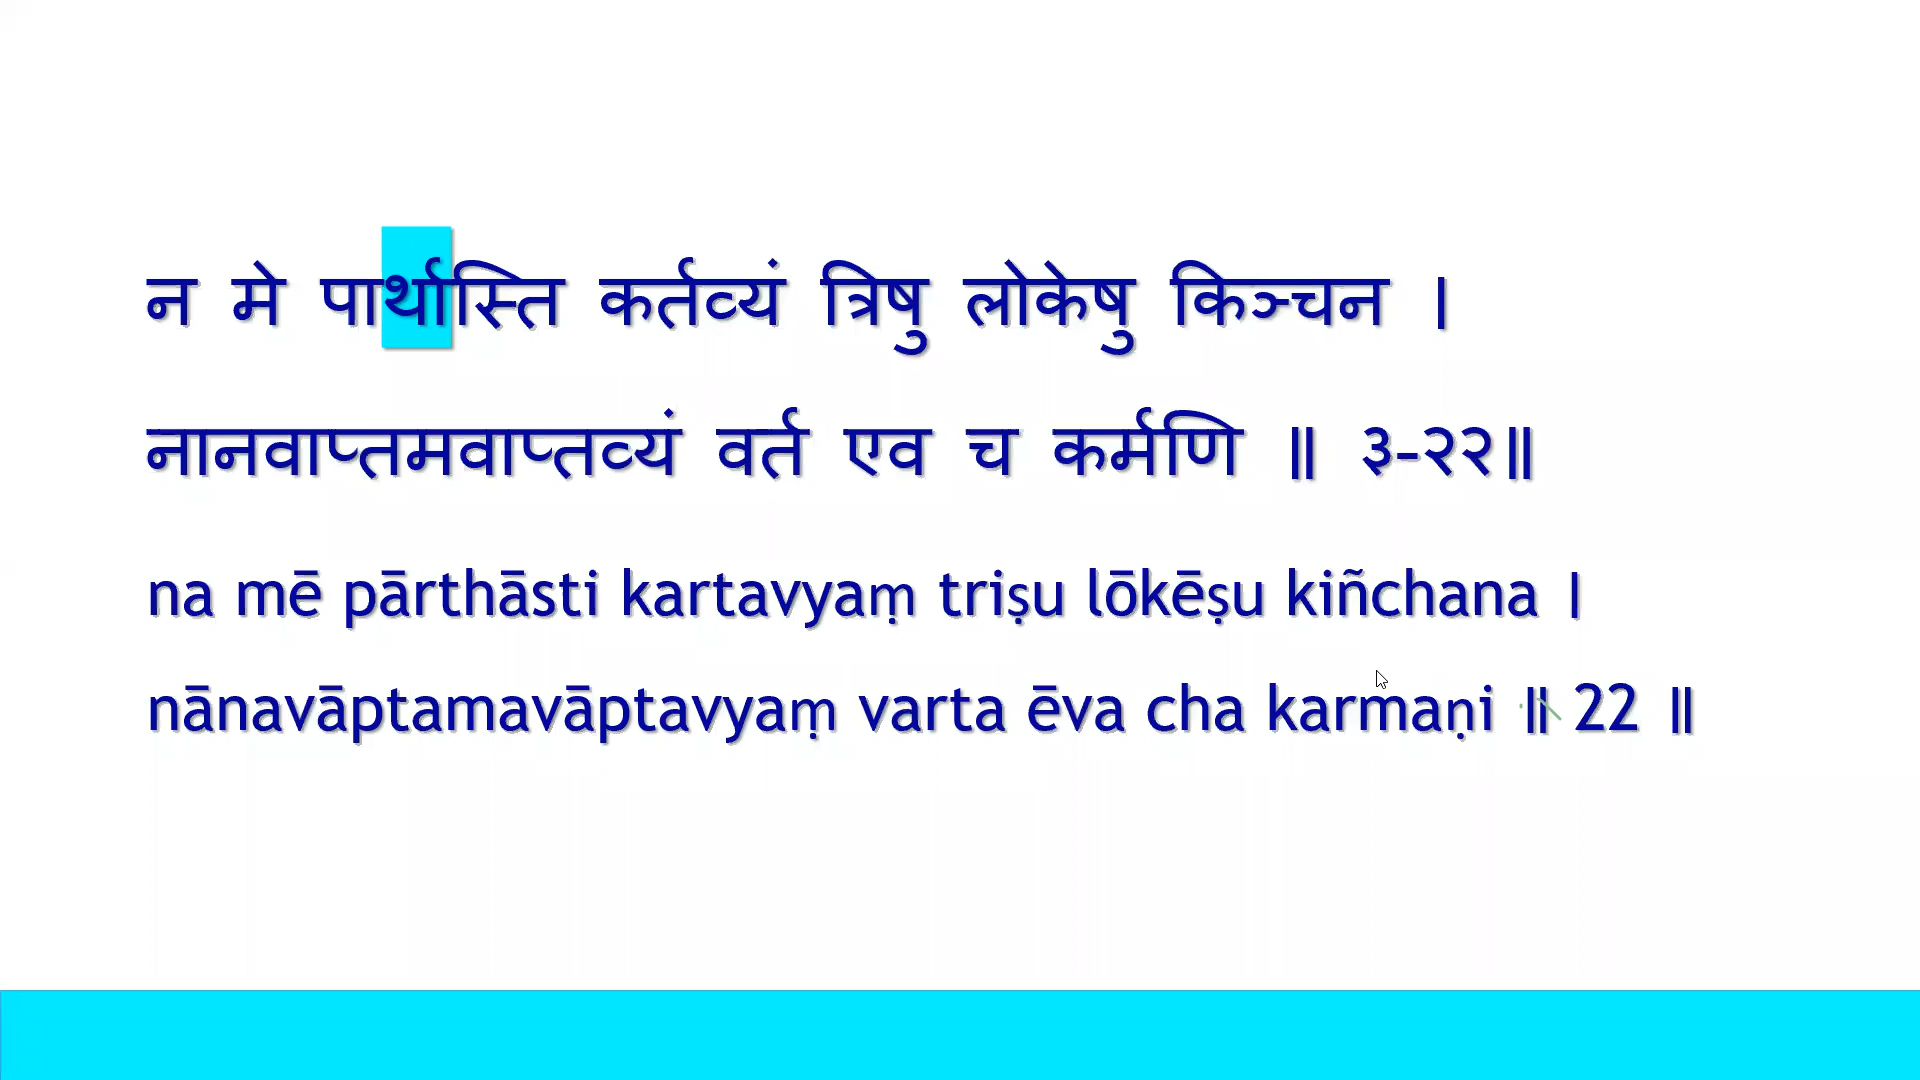 न मे पार्थास्ति कर्तव्यं त्रिषु लोकेषु किञ्चन ।
नानवाप्तमवाप्तव्यं वर्त एव च कर्मणि ॥ ३-२२॥
na mē pārthāsti kartavyaṃ triṣu lōkēṣu kiñchana ।
nānavāptamavāptavyaṃ varta ēva cha karmaṇi ॥ 22 ॥